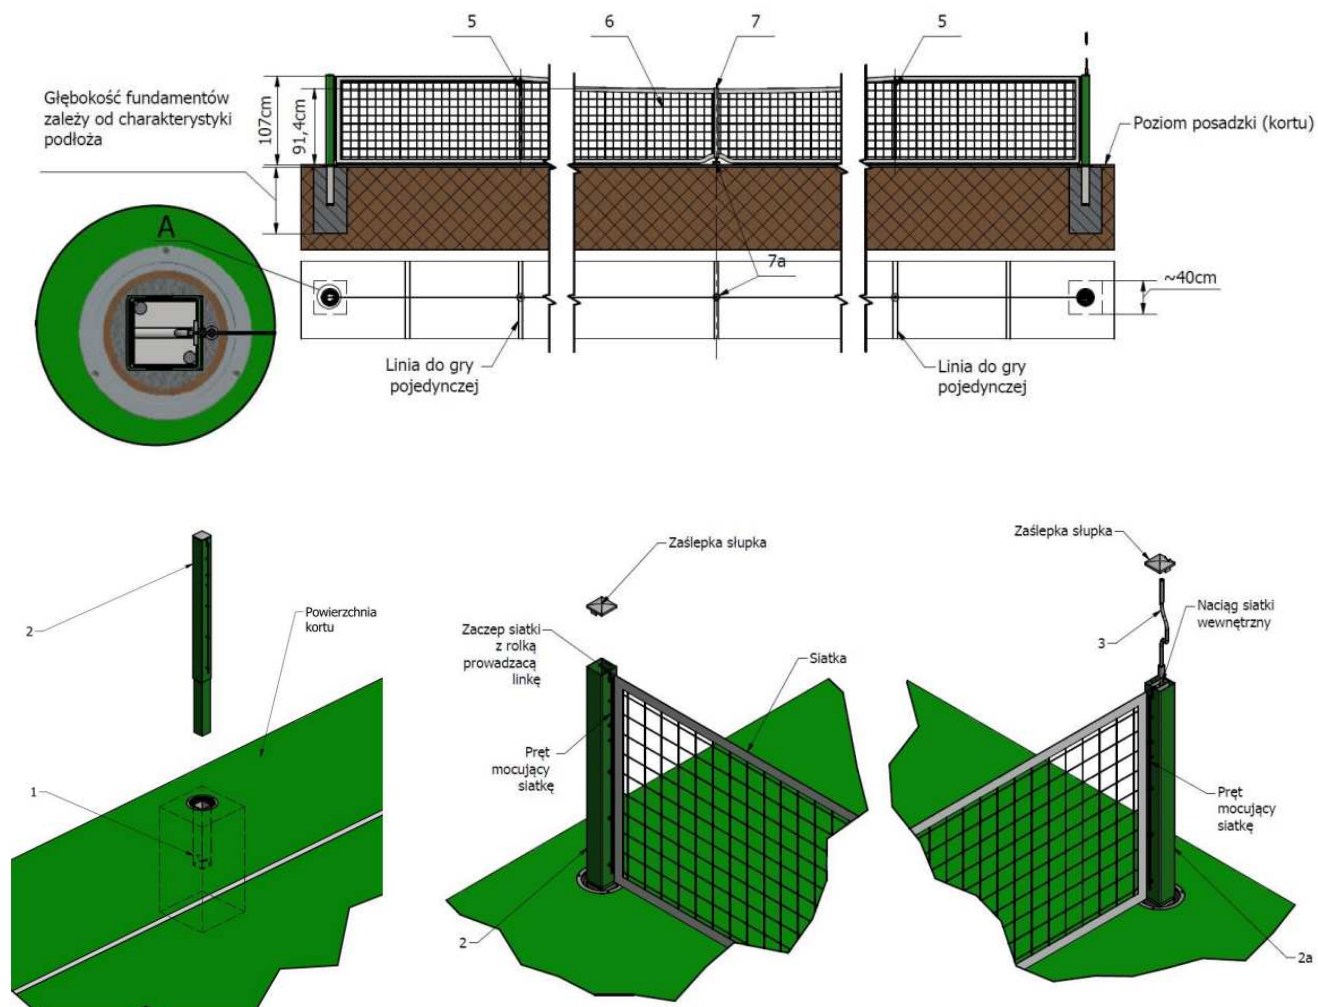 5
6
7
5
Głębokość fundamentów
zależy od charakterystyki
podłoża
107cm
91,4cm
Poziom posadzki (kortu)
A
7a
~40cm
Linia do gry
pojedynczej
Linia do gry
pojedynczej
2
Powierzchnia
kortu
1
Zaślepka słupka
Zaczep siatki
z rolką
prowadzacą
linkę
Siatka
Pręt
mocujący
siatkę
2
Zaślepka słupka
Naciąg siatki
wewnętrzny
3
Pręt
mocujący
siatkę
2a